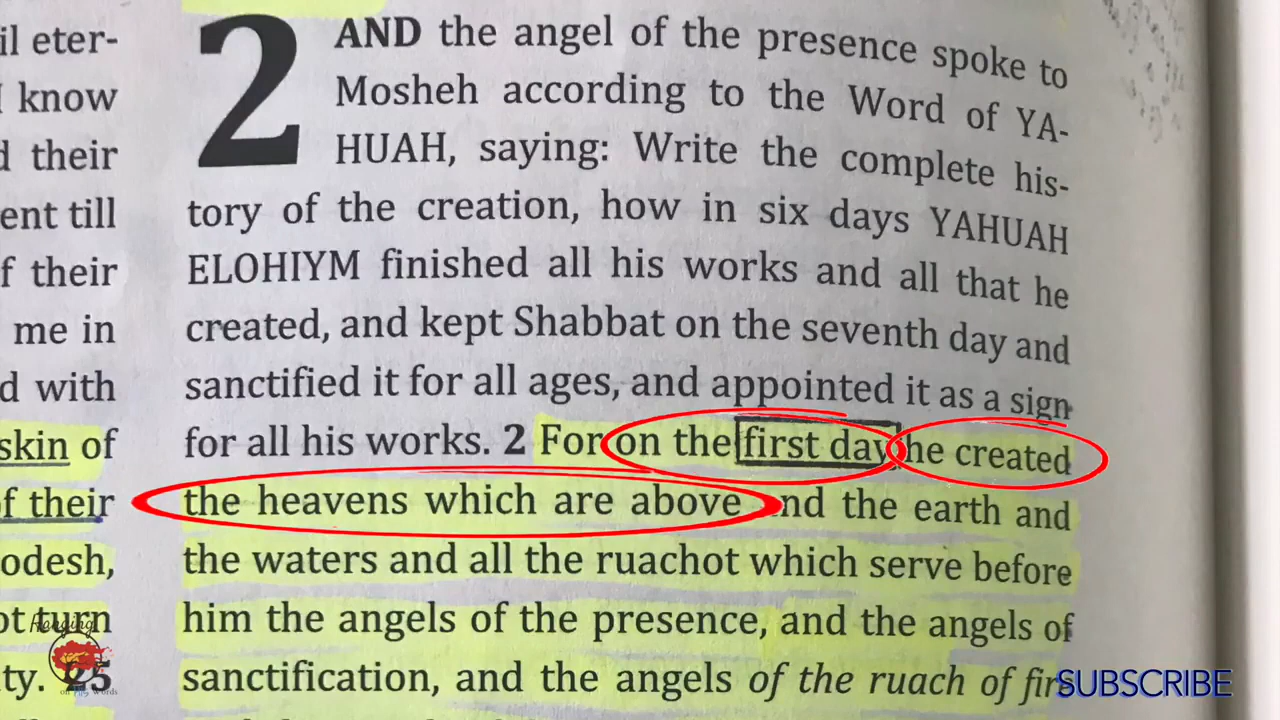 il eter-
know
d their
ent till
f their
me in
d with
skin of
of their
odesh,
ot turn
ty. 25
2 AND the angel of the presence spoke to
Mosheh according to the Word of YA-
HUAH, saying: Write the complete his-
tory of the creation, how in six days YAHUAH
ELOHIYM finished all his works and all that he
created, and kept Shabbat on the seventh day and
sanctified it for all ages, and appointed it as a sign
for all his works. 2 For on the first day he created
the heavens which are above and the earth and
the waters and all the ruachot which serve before
him the angels of the presence, and the angels of
sanctification, and the angels of the ruach of fire
Hanging
on Words
SUBSCRIBE